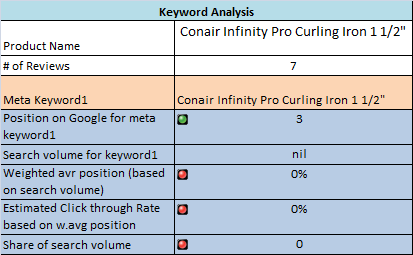 Keyword Analysis
Product Name
Conair Infinity Pro Curling Iron 1 1/2"
# of Reviews
7
Meta Keyword1
Conair Infinity Pro Curling Iron 1 1/2"
Position on Google for meta
keyword1
3
Search volume for keyword1
nil
Weighted avr position (based
on search volume)
0%
Estimated Click through Rate
based on w.avg position
0%
Share of search volume
0